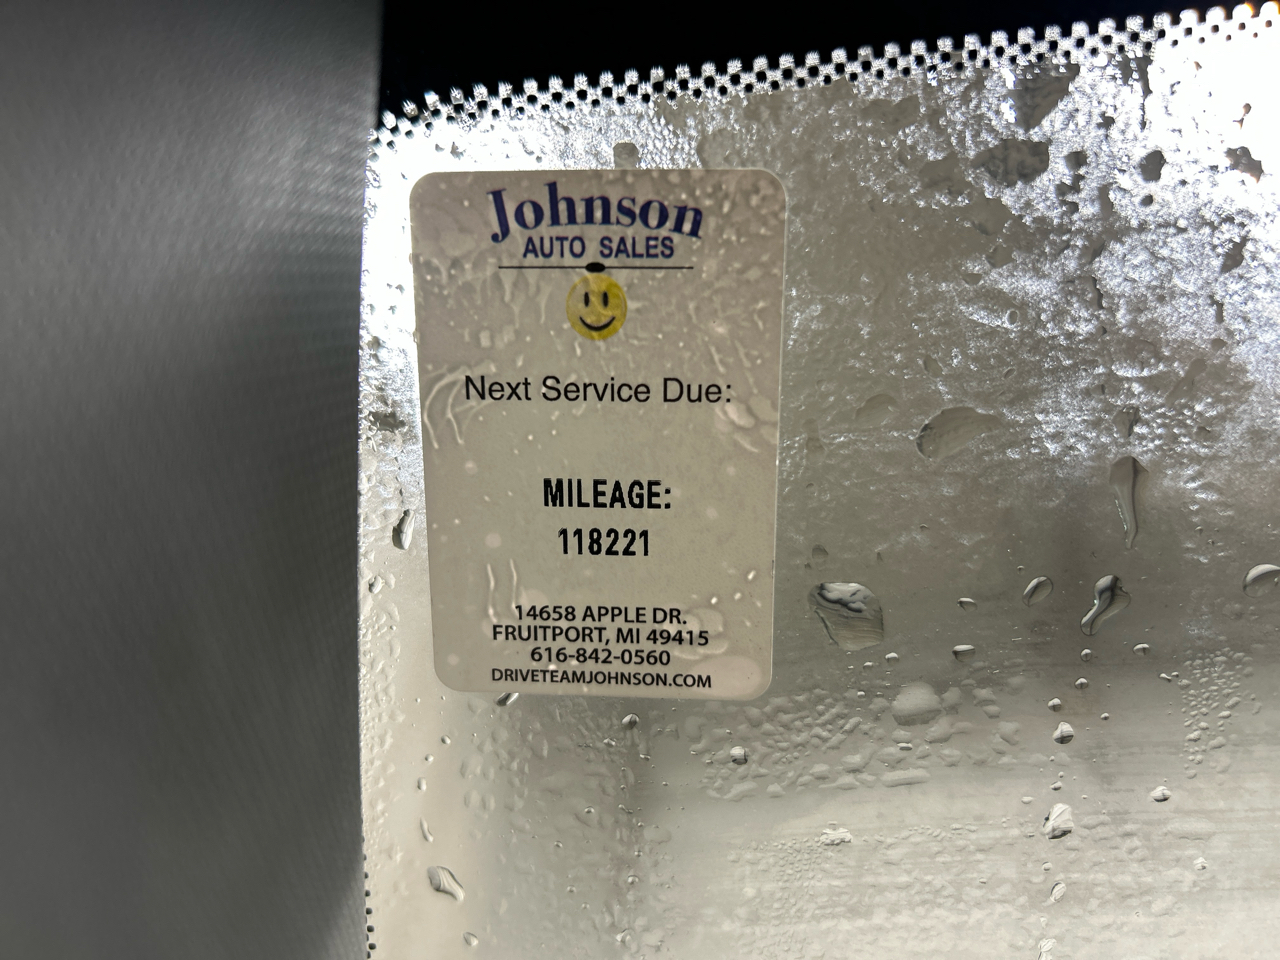 Johnson
AUTO SALES
Next Service Due:
MILEAGE:
118221
14658 APPLE DR.
FRUITPORT, MI 49415
616-842-0560
DRIVETEAMJOHNSON.COM